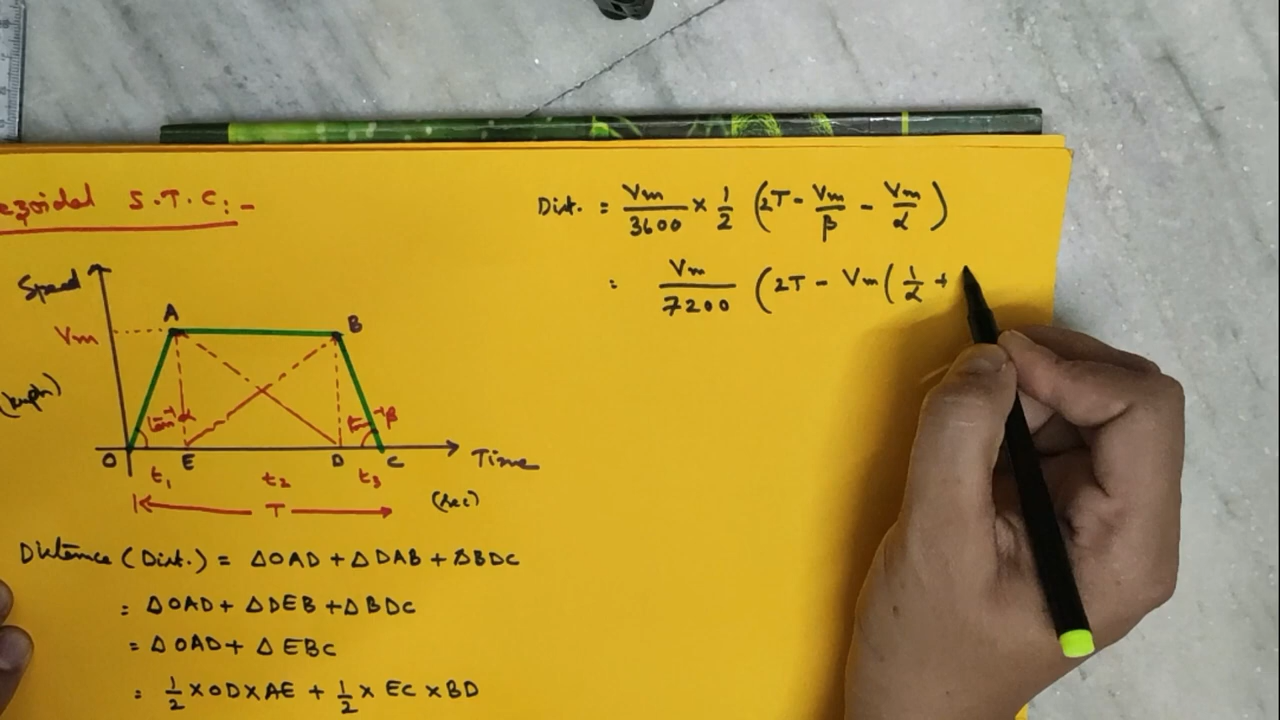 ezoidal S.T.C:-
Speed
Vm
(kmph)
A
B
tan⁻¹α
tan⁻¹β
O
E
D
C
Time
t₁
t₂
t₃
T
(sec)
Distance (Dist.) = ΔOAD + ΔDAB + ΔBDC
= ΔOAD + ΔDEB + ΔBDC
= ΔOAD + ΔEBC
= 1/2 × OD × AE + 1/2 × EC × BD
Dist. = Vm/3600 × 1/2 (2T - Vm/β - Vm/α)
= Vm/7200 (2T - Vm(1/α +